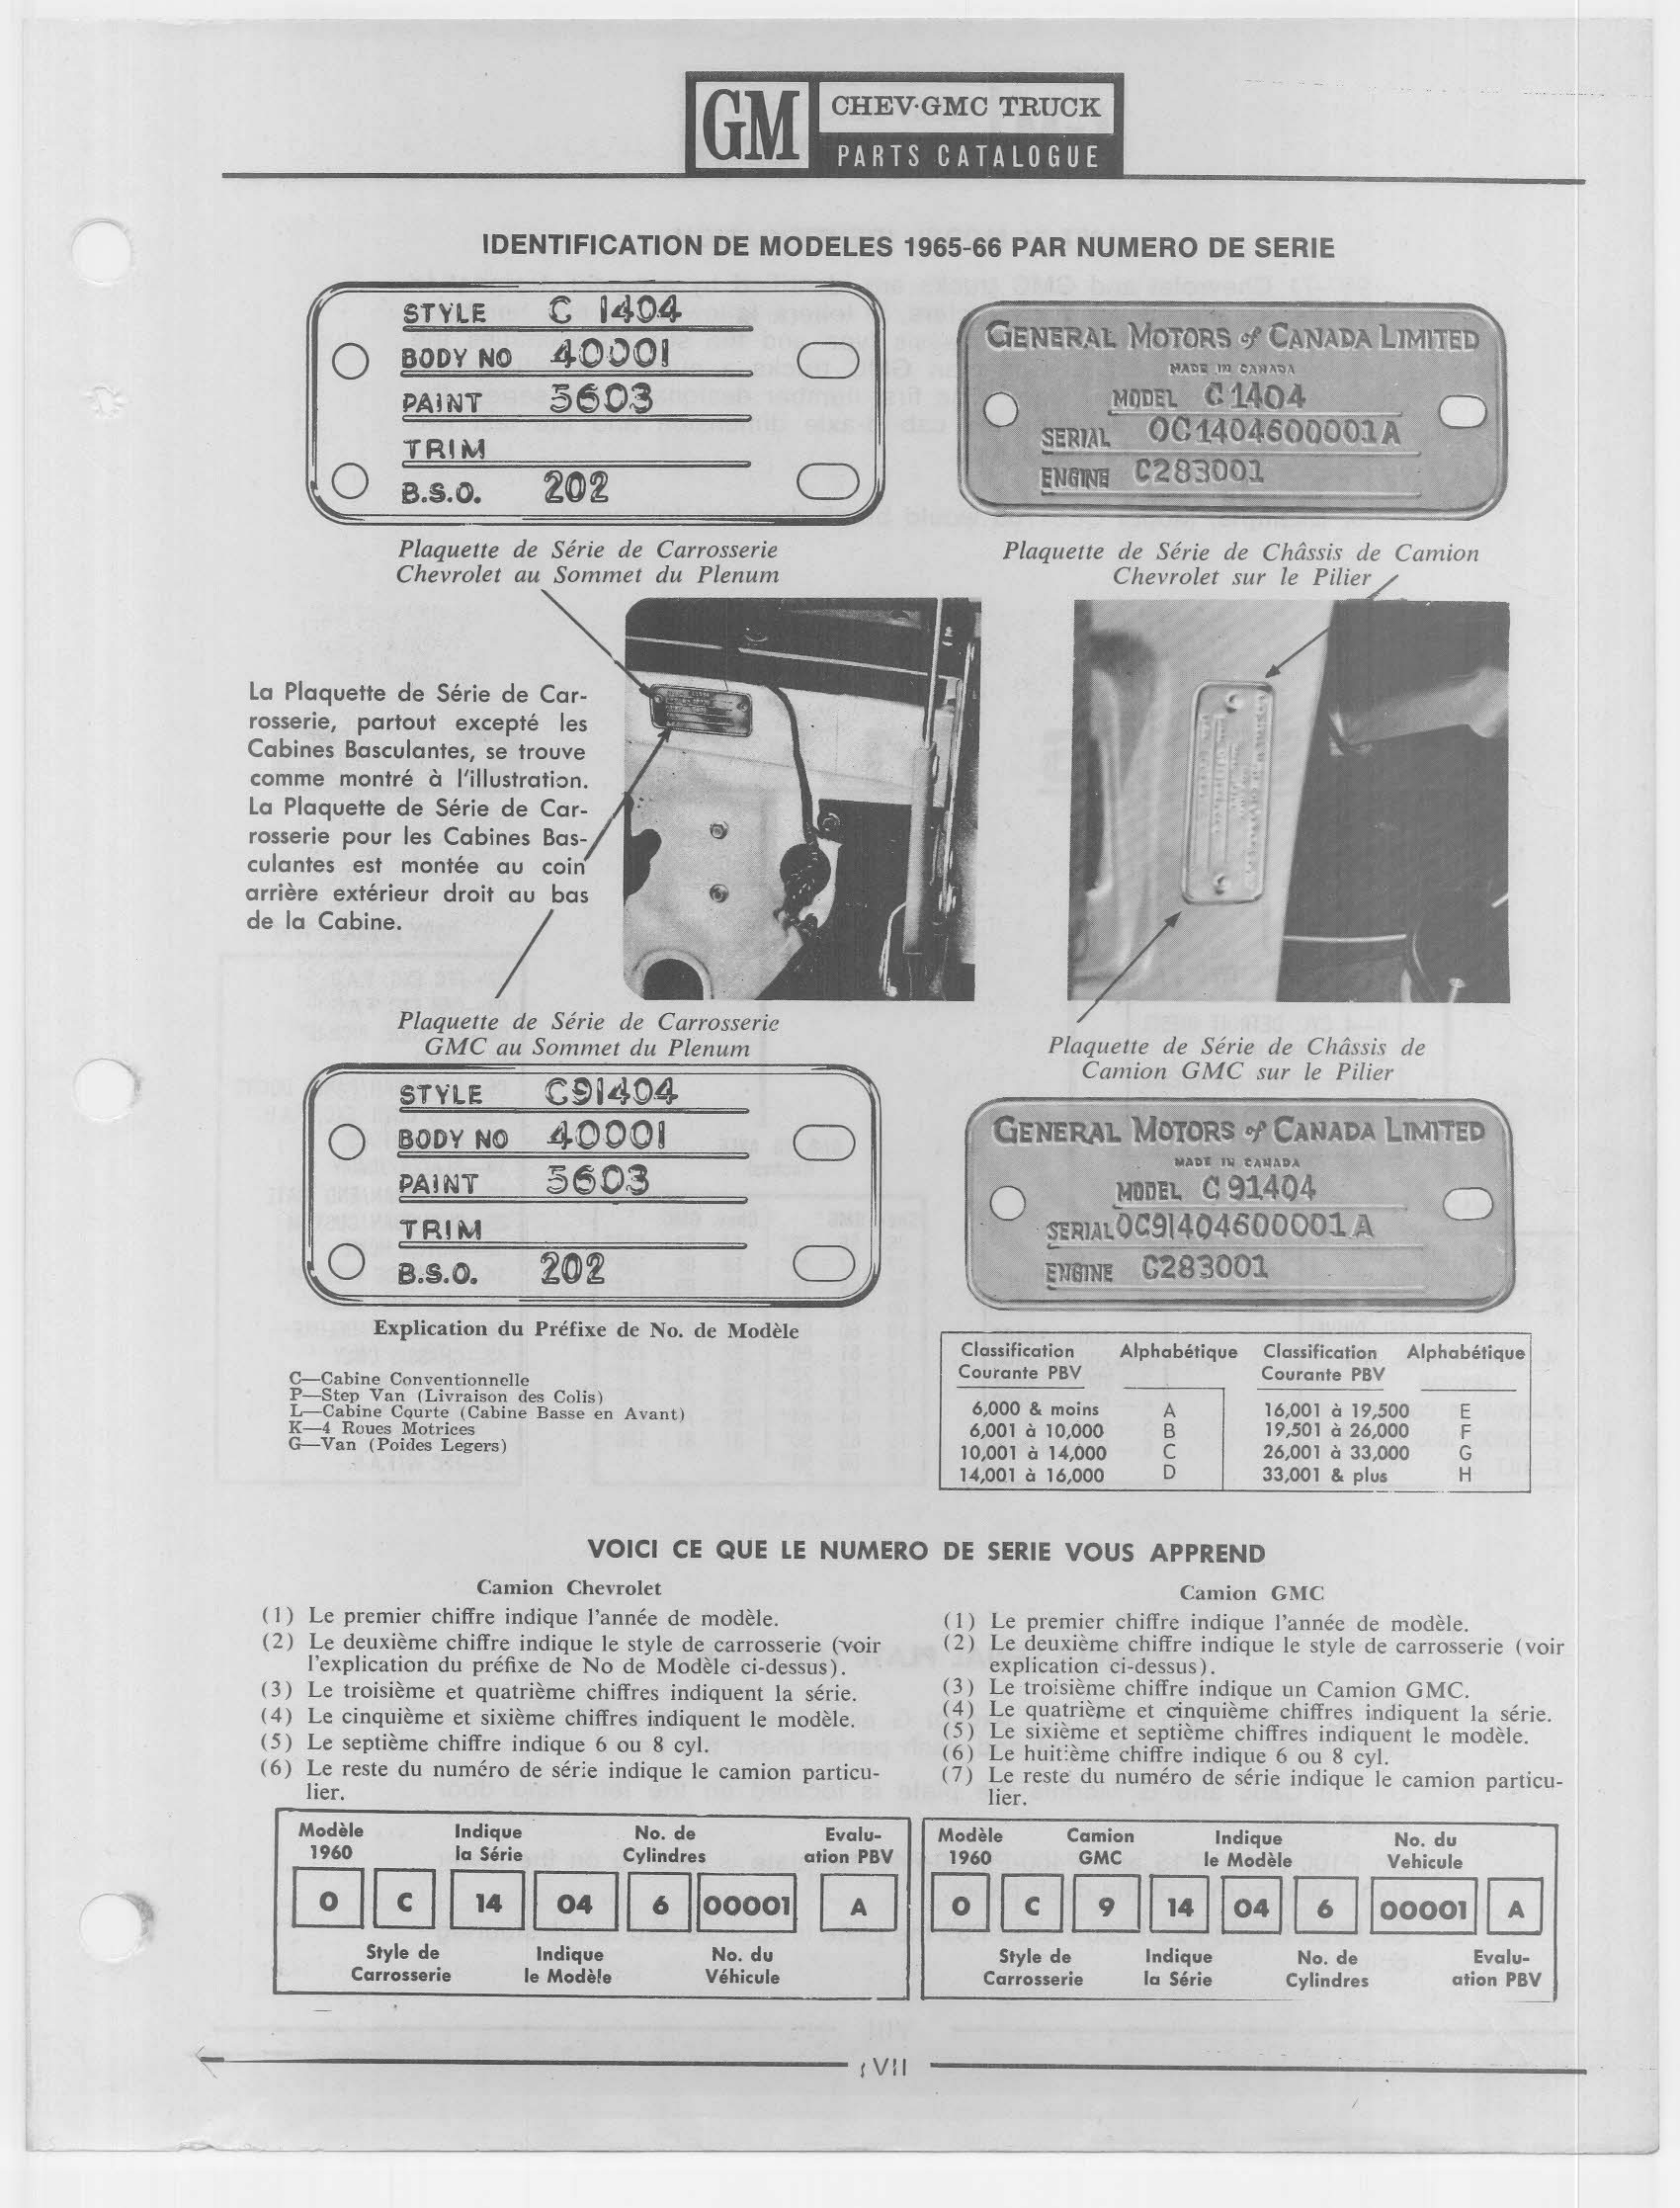 GM
CHEV·GMC TRUCK
PARTS CATALOGUE
IDENTIFICATION DE MODELES 1965-66 PAR NUMERO DE SERIE
STYLE C 1404
BODY NO 40001
PAINT 5603
TRIM
B.S.O. 202
GENERAL MOTORS of CANADA LIMITED
MADE IN CANADA
MODEL C1404
SERIAL 0C1404600001A
ENGINE C283001
Plaquette de Série de Carrosserie
Chevrolet au Sommet du Plenum
Plaquette de Série de Châssis de Camion
Chevrolet sur le Pilier
La Plaquette de Série de Car-
rosserie, partout excepté les
Cabines Basculantes, se trouve
comme montré à l'illustration.
La Plaquette de Série de Car-
rosserie pour les Cabines Bas-
culantes est montée au coin
arrière extérieur droit au bas
de la Cabine.
Plaquette de Série de Carrosserie
GMC au Sommet du Plenum
Plaquette de Série de Châssis de
Camion GMC sur le Pilier
STYLE C91404
BODY NO 40001
PAINT 5603
TRIM
B.S.O. 202
GENERAL MOTORS of CANADA LIMITED
MADE IN CANADA
MODEL C91404
SERIAL 0C91404600001A
ENGINE C283001
Explication du Préfixe de No. de Modèle
C—Cabine Conventionnelle
P—Step Van (Livraison des Colis)
L—Cabine Courte (Cabine Basse en Avant)
K—4 Roues Motrices
G—Van (Poides Legers)
Classification Alphabétique Classification Alphabétique
Courante PBV Courante PBV
6,000 & moins A 16,001 à 19,500 E
6,001 à 10,000 B 19,501 à 26,000 F
10,001 à 14,000 C 26,001 à 33,000 G
14,001 à 16,000 D 33,001 & plus H
VOICI CE QUE LE NUMERO DE SERIE VOUS APPREND
Camion Chevrolet
(1) Le premier chiffre indique l'année de modèle.
(2) Le deuxième chiffre indique le style de carrosserie (voir
l'explication du préfixe de No de Modèle ci-dessus).
(3) Le troisième et quatrième chiffres indiquent la série.
(4) Le cinquième et sixième chiffres indiquent le modèle.
(5) Le septième chiffre indique 6 ou 8 cyl.
(6) Le reste du numéro de série indique le camion particu-
lier.
Camion GMC
(1) Le premier chiffre indique l'année de modèle.
(2) Le deuxième chiffre indique le style de carrosserie (voir
explication ci-dessus).
(3) Le troisième chiffre indique un Camion GMC.
(4) Le quatrième et cinquième chiffres indiquent la série.
(5) Le sixième et septième chiffres indiquent le modèle.
(6) Le huitième chiffre indique 6 ou 8 cyl.
(7) Le reste du numéro de série indique le camion particu-
lier.
Modèle Indique No. de Evalu-
1960 la Série Cylindres ation PBV
0 C 14 04 6 00001 A
Style de Indique No. du
Carrosserie le Modèle Véhicule
Modèle Camion Indique No. du
1960 GMC le Modèle Vehicule
0 C 9 14 04 6 00001 A
Style de Indique No. de Evalu-
Carrosserie la Série Cylindres ation PBV
VII